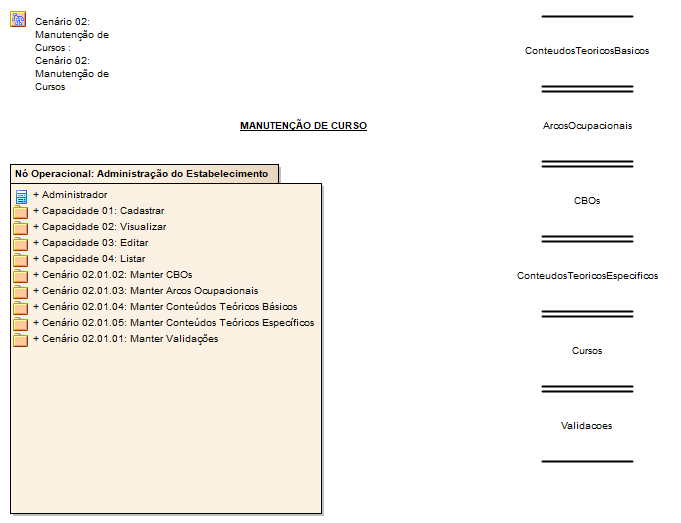 Cenário 02:
Manutenção de
Cursos :
Cenário 02:
Manutenção de
Cursos
MANUTENÇÃO DE CURSO
Nó Operacional: Administração do Estabelecimento
+ Administrador
+ Capacidade 01: Cadastrar
+ Capacidade 02: Visualizar
+ Capacidade 03: Editar
+ Capacidade 04: Listar
+ Cenário 02.01.02: Manter CBOs
+ Cenário 02.01.03: Manter Arcos Ocupacionais
+ Cenário 02.01.04: Manter Conteúdos Teóricos Básicos
+ Cenário 02.01.05: Manter Conteúdos Teóricos Específicos
+ Cenário 02.01.01: Manter Validações
ConteudosTeoricosBasicos
ArcosOcupacionais
CBOs
ConteudosTeoricosEspecificos
Cursos
Validacoes